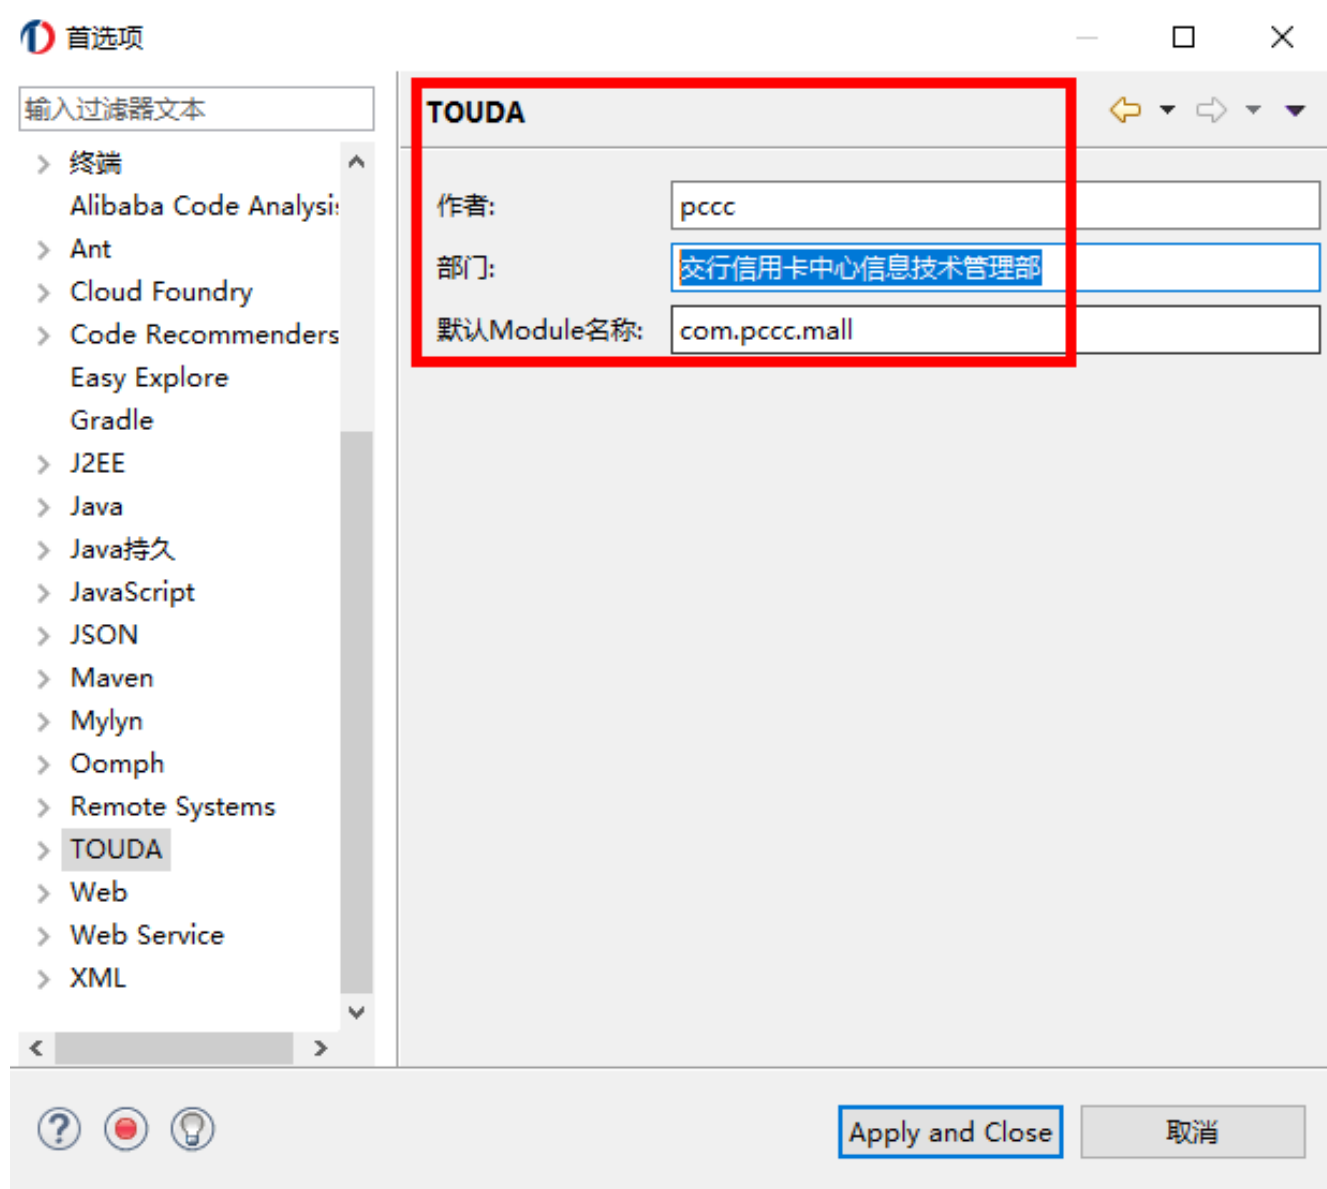 首选项
输入过滤器文本
终端
Alibaba Code Analysi
Ant
Cloud Foundry
Code Recommenders
Easy Explore
Gradle
J2EE
Java
Java持久
JavaScript
JSON
Maven
Mylyn
Oomph
Remote Systems
TOUDA
Web
Web Service
XML
TOUDA
作者: pccc
部门: 交行信用卡中心信息技术管理部
默认Module名称: com.pccc.mall
Apply and Close
取消